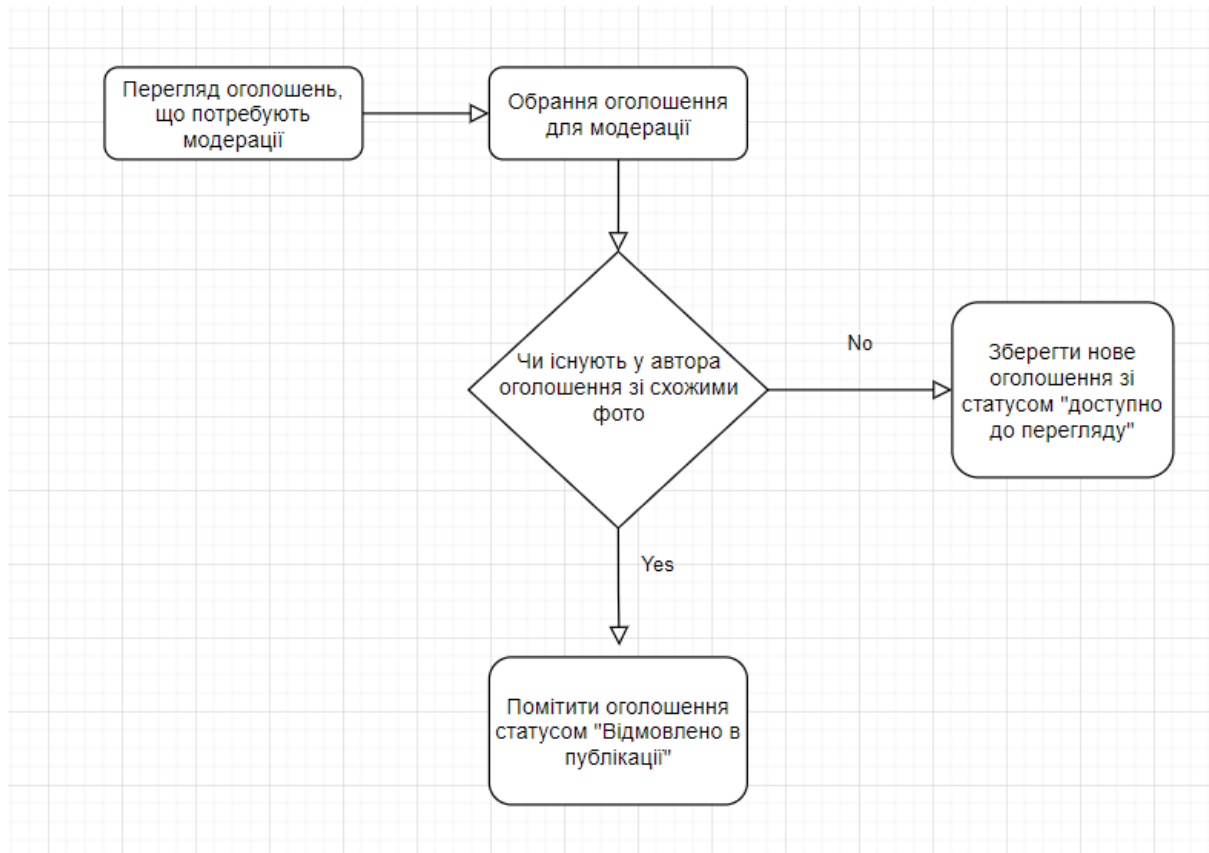 Перегляд оголошень,
що потребують
модерації
Обрання оголошення
для модерації
Чи існують у автора
оголошення зі схожими
фото
No
Зберегти нове
оголошення зі
статусом "доступно
до перегляду"
Yes
Помітити оголошення
статусом "Відмовлено в
публікації"